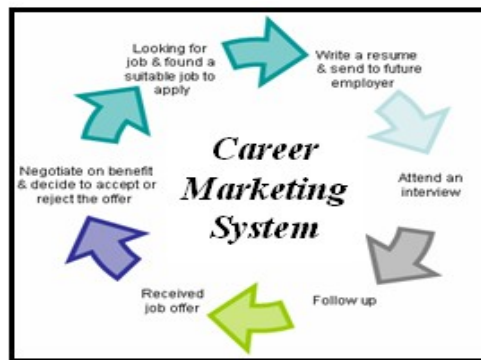 Looking for
job & found a
suitable job to
apply
Write a resume
& send to future
employer
Attend an
interview
Follow up
Received
job offer
Negotiate on benefit
& decide to accept or
reject the offer
Career
Marketing
System